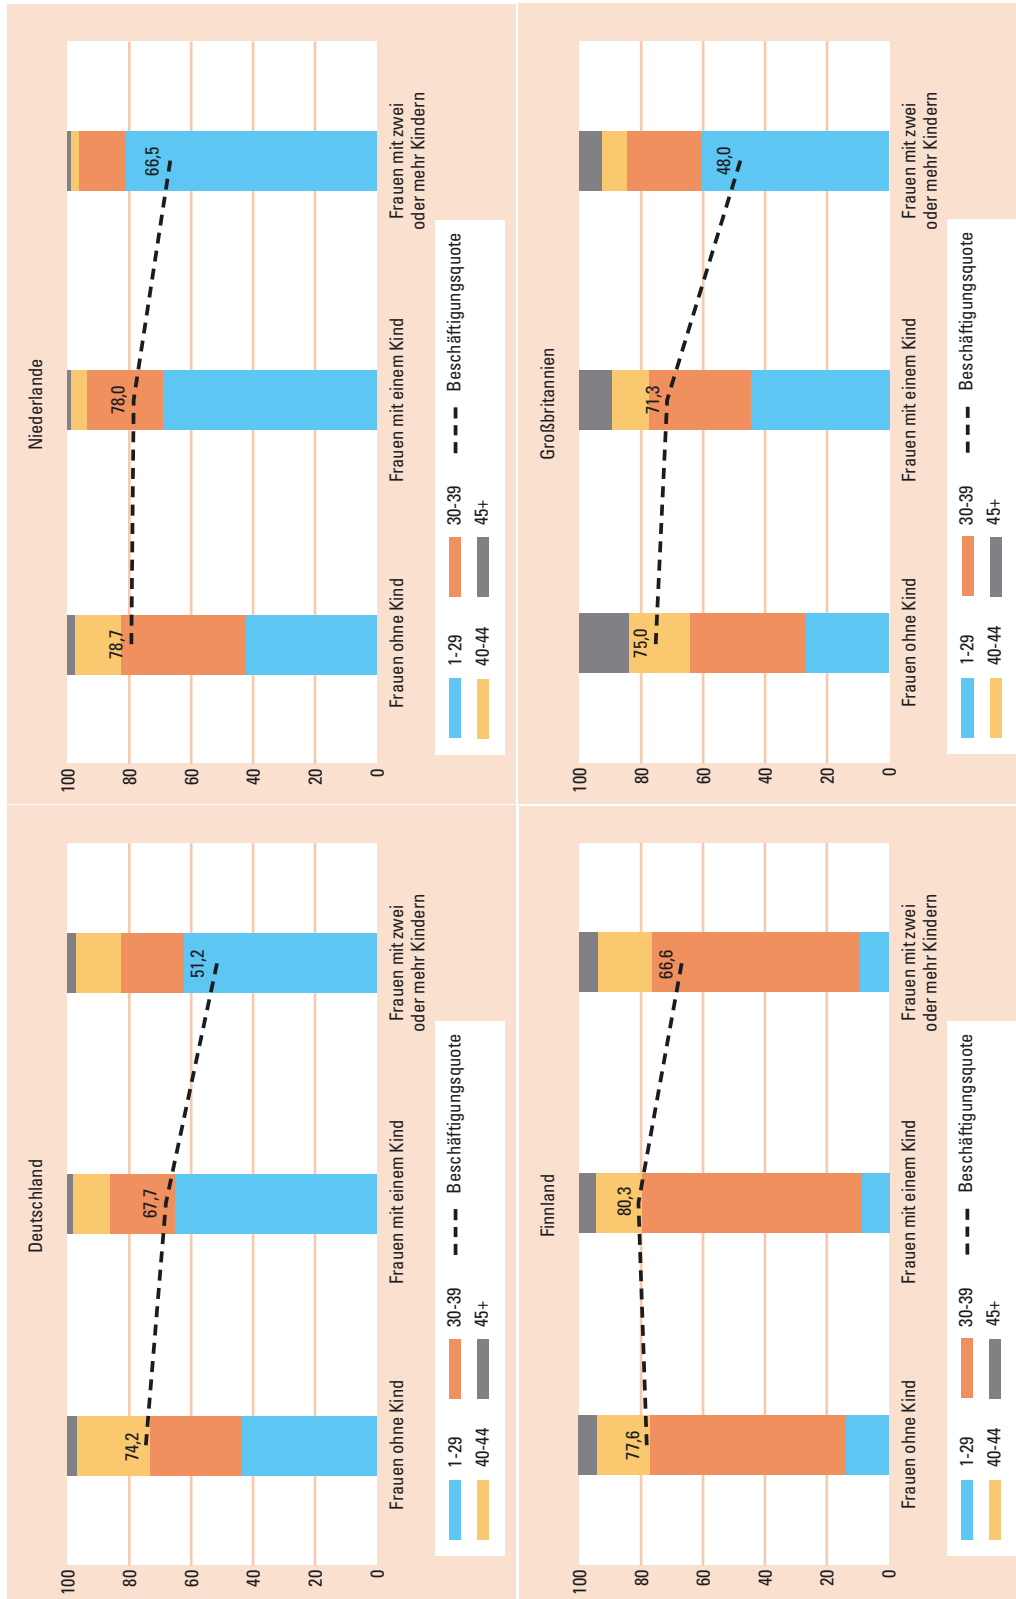 Deutschland
100
80
60
40
20
0
74,2
67,7
51,2
Frauen ohne Kind
Frauen mit einem Kind
Frauen mit zwei
oder mehr Kindern
1-29
30-39
Beschäftigungsquote
40-44
45+
Niederlande
100
80
60
40
20
0
78,7
78,0
66,5
Frauen ohne Kind
Frauen mit einem Kind
Frauen mit zwei
oder mehr Kindern
1-29
30-39
Beschäftigungsquote
40-44
45+
Finnland
100
80
60
40
20
0
77,6
80,3
66,6
Frauen ohne Kind
Frauen mit einem Kind
Frauen mit zwei
oder mehr Kindern
1-29
30-39
Beschäftigungsquote
40-44
45+
Großbritannien
100
80
60
40
20
0
75,0
71,3
48,0
Frauen ohne Kind
Frauen mit einem Kind
Frauen mit zwei
oder mehr Kindern
1-29
30-39
Beschäftigungsquote
40-44
45+